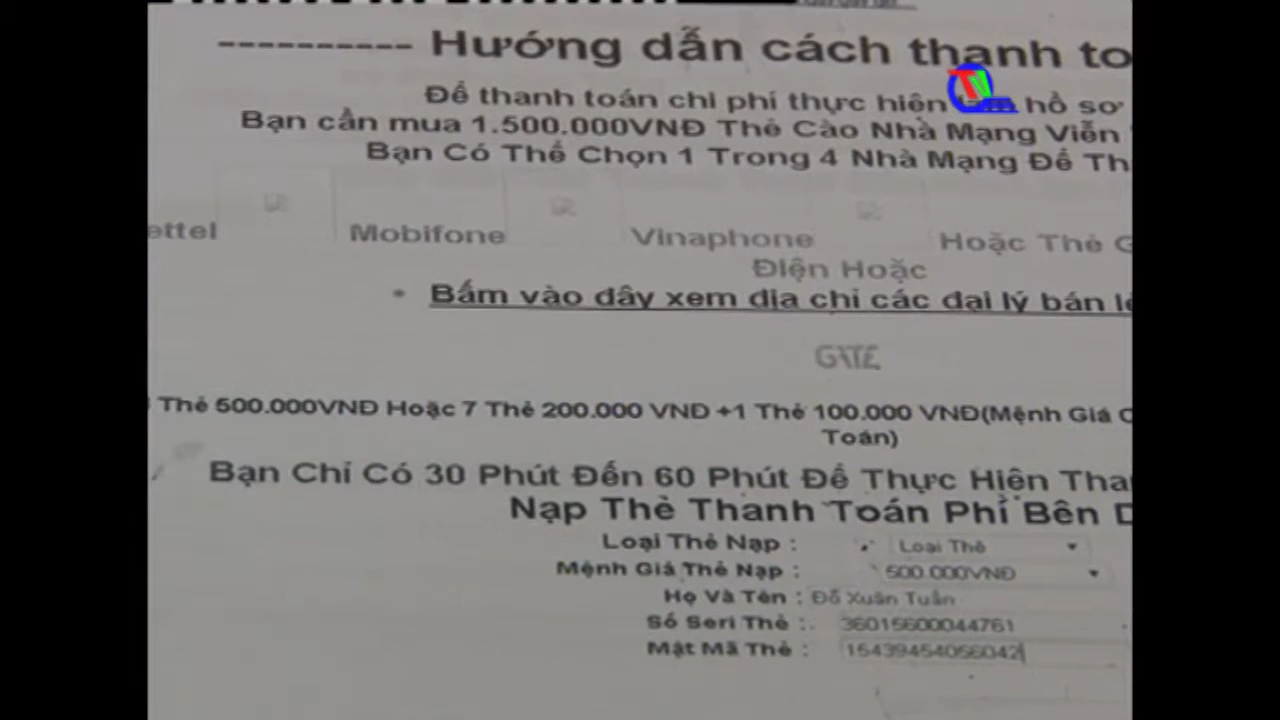 ---------- Hướng dẫn cách thanh to
Để thanh toán chi phí thực hiện làm hồ sơ
Bạn cần mua 1.500.000VNĐ Thẻ Cào Nhà Mạng Viễn
Bạn Có Thể Chọn 1 Trong 4 Nhà Mạng Để Th
ettel Mobifone Vinaphone Hoặc Thẻ G
Điện Hoặc
• Bấm vào đây xem địa chỉ các đại lý bán lẻ
GATE
Thẻ 500.000VNĐ Hoặc 7 Thẻ 200.000 VNĐ +1 Thẻ 100.000 VNĐ(Mệnh Giá C
Toán)
Bạn Chỉ Có 30 Phút Đến 60 Phút Để Thực Hiện Tha
Nạp Thẻ Thanh Toán Phí Bên D
Loại Thẻ Nạp : Loại Thẻ
Mệnh Giá Thẻ Nạp : 500.000VNĐ
Họ Và Tên : Đỗ Xuân Tuấn
Số Seri Thẻ : 36015600044761
Mật Mã Thẻ : 15439454056042